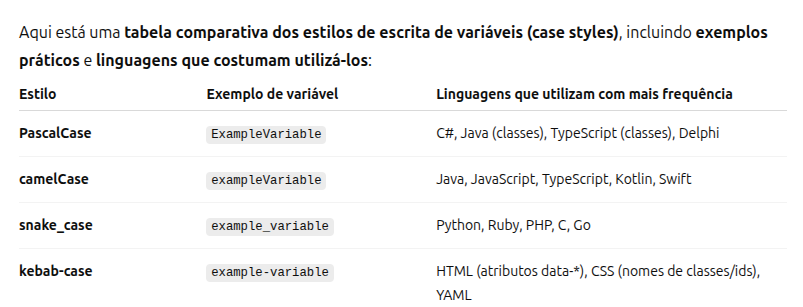 Aqui está uma tabela comparativa dos estilos de escrita de variáveis (case styles), incluindo exemplos
práticos e linguagens que costumam utilizá-los:
Estilo Exemplo de variável Linguagens que utilizam com mais frequência
PascalCase ExampleVariable C#, Java (classes), TypeScript (classes), Delphi
camelCase exampleVariable Java, JavaScript, TypeScript, Kotlin, Swift
snake_case example_variable Python, Ruby, PHP, C, Go
kebab-case example-variable HTML (atributos data-*), CSS (nomes de classes/ids),
YAML